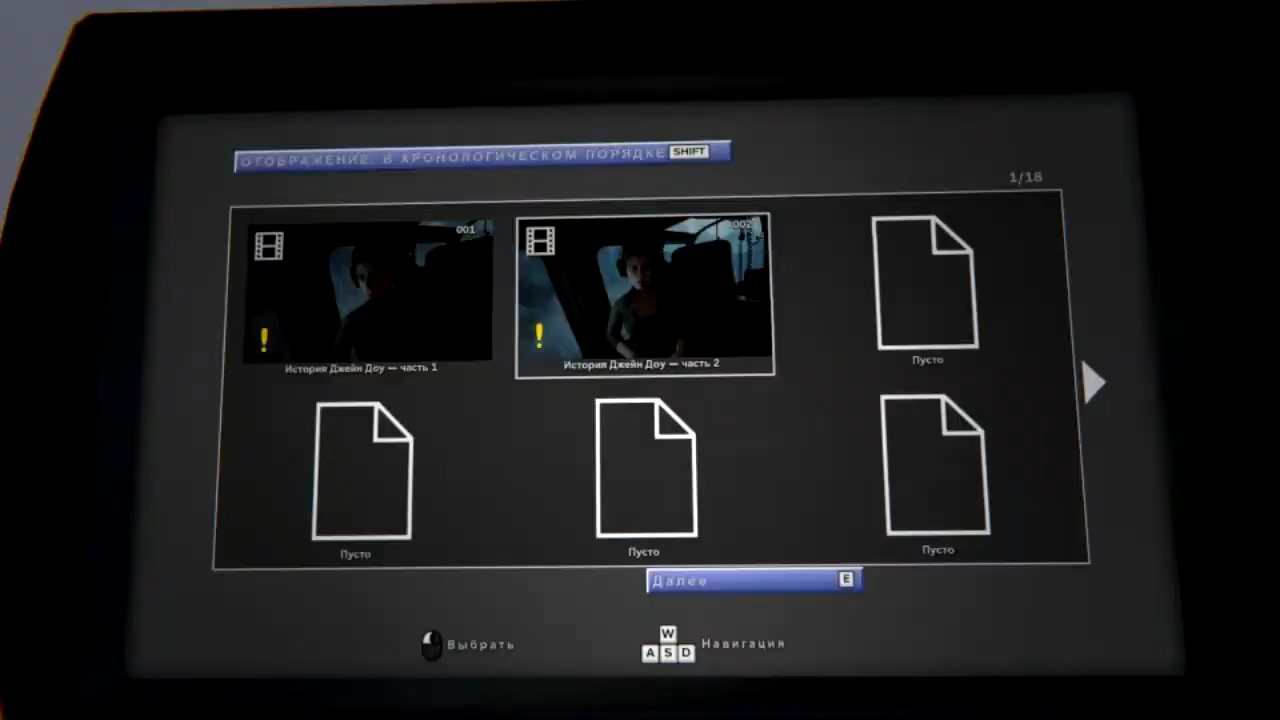 ОТОБРАЖЕНИЕ: В ХРОНОЛОГИЧЕСКОМ ПОРЯДКЕ SHIFT
1/18
001
002
История Джейн Доу — часть 1
История Джейн Доу — часть 2
Пусто
Пусто
Пусто
Пусто
Далее E
Выбрать
W
A S D
Навигация